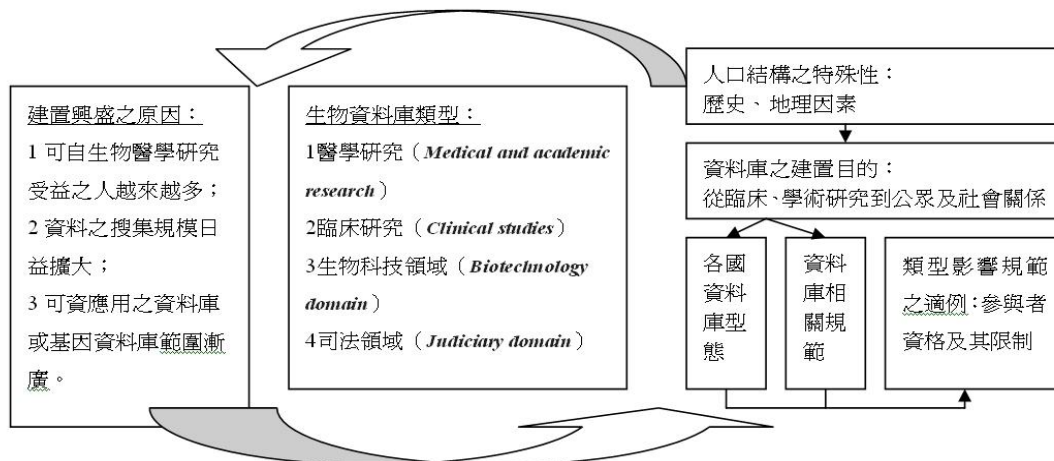 建置興盛之原因：
1 可自生物醫學研究
受益之人越來越多；
2 資料之搜集規模日
益擴大；
3 可資應用之資料庫
或基因資料庫範圍漸
廣。
生物資料庫類型：
1醫學研究（Medical and academic
research）
2臨床研究（Clinical studies）
3生物科技領域（Biotechnology
domain）
4司法領域（Judiciary domain）
人口結構之特殊性：
歷史、地理因素
資料庫之建置目的：
從臨床、學術研究到公眾及社會關係
各國
資料
庫型
態
資料
庫相
關規
範
類型影響規範
之適例：參與者
資格及其限制